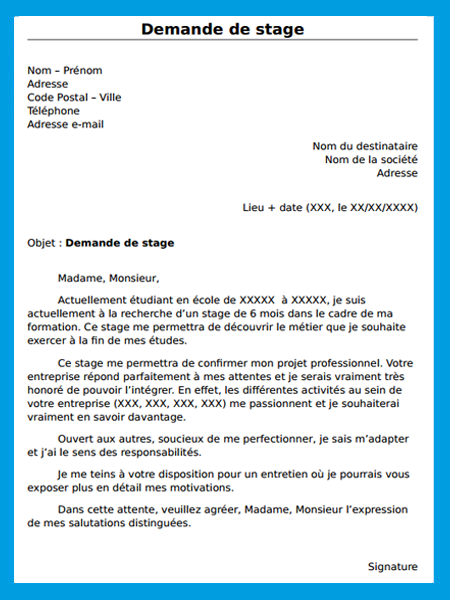 Demande de stage
Nom – Prénom
Adresse
Code Postal – Ville
Téléphone
Adresse e-mail
Nom du destinataire
Nom de la société
Adresse
Lieu + date (XXX, le XX/XX/XXXX)
Objet : Demande de stage
Madame, Monsieur,
Actuellement étudiant en école de XXXXX à XXXXX, je suis
actuellement à la recherche d’un stage de 6 mois dans le cadre de ma
formation. Ce stage me permettra de découvrir le métier que je souhaite
exercer à la fin de mes études.
Ce stage me permettra de confirmer mon projet professionnel. Votre
entreprise répond parfaitement à mes attentes et je serais vraiment très
honoré de pouvoir l’intégrer. En effet, les différentes activités au sein de
votre entreprise (XXX, XXX, XXX, XXX) me passionnent et je souhaiterai
vraiment en savoir davantage.
Ouvert aux autres, soucieux de me perfectionner, je sais m’adapter
et j’ai le sens des responsabilités.
Je me teins à votre disposition pour un entretien où je pourrais vous
exposer plus en détail mes motivations.
Dans cette attente, veuillez agréer, Madame, Monsieur l’expression
de mes salutations distinguées.
Signature